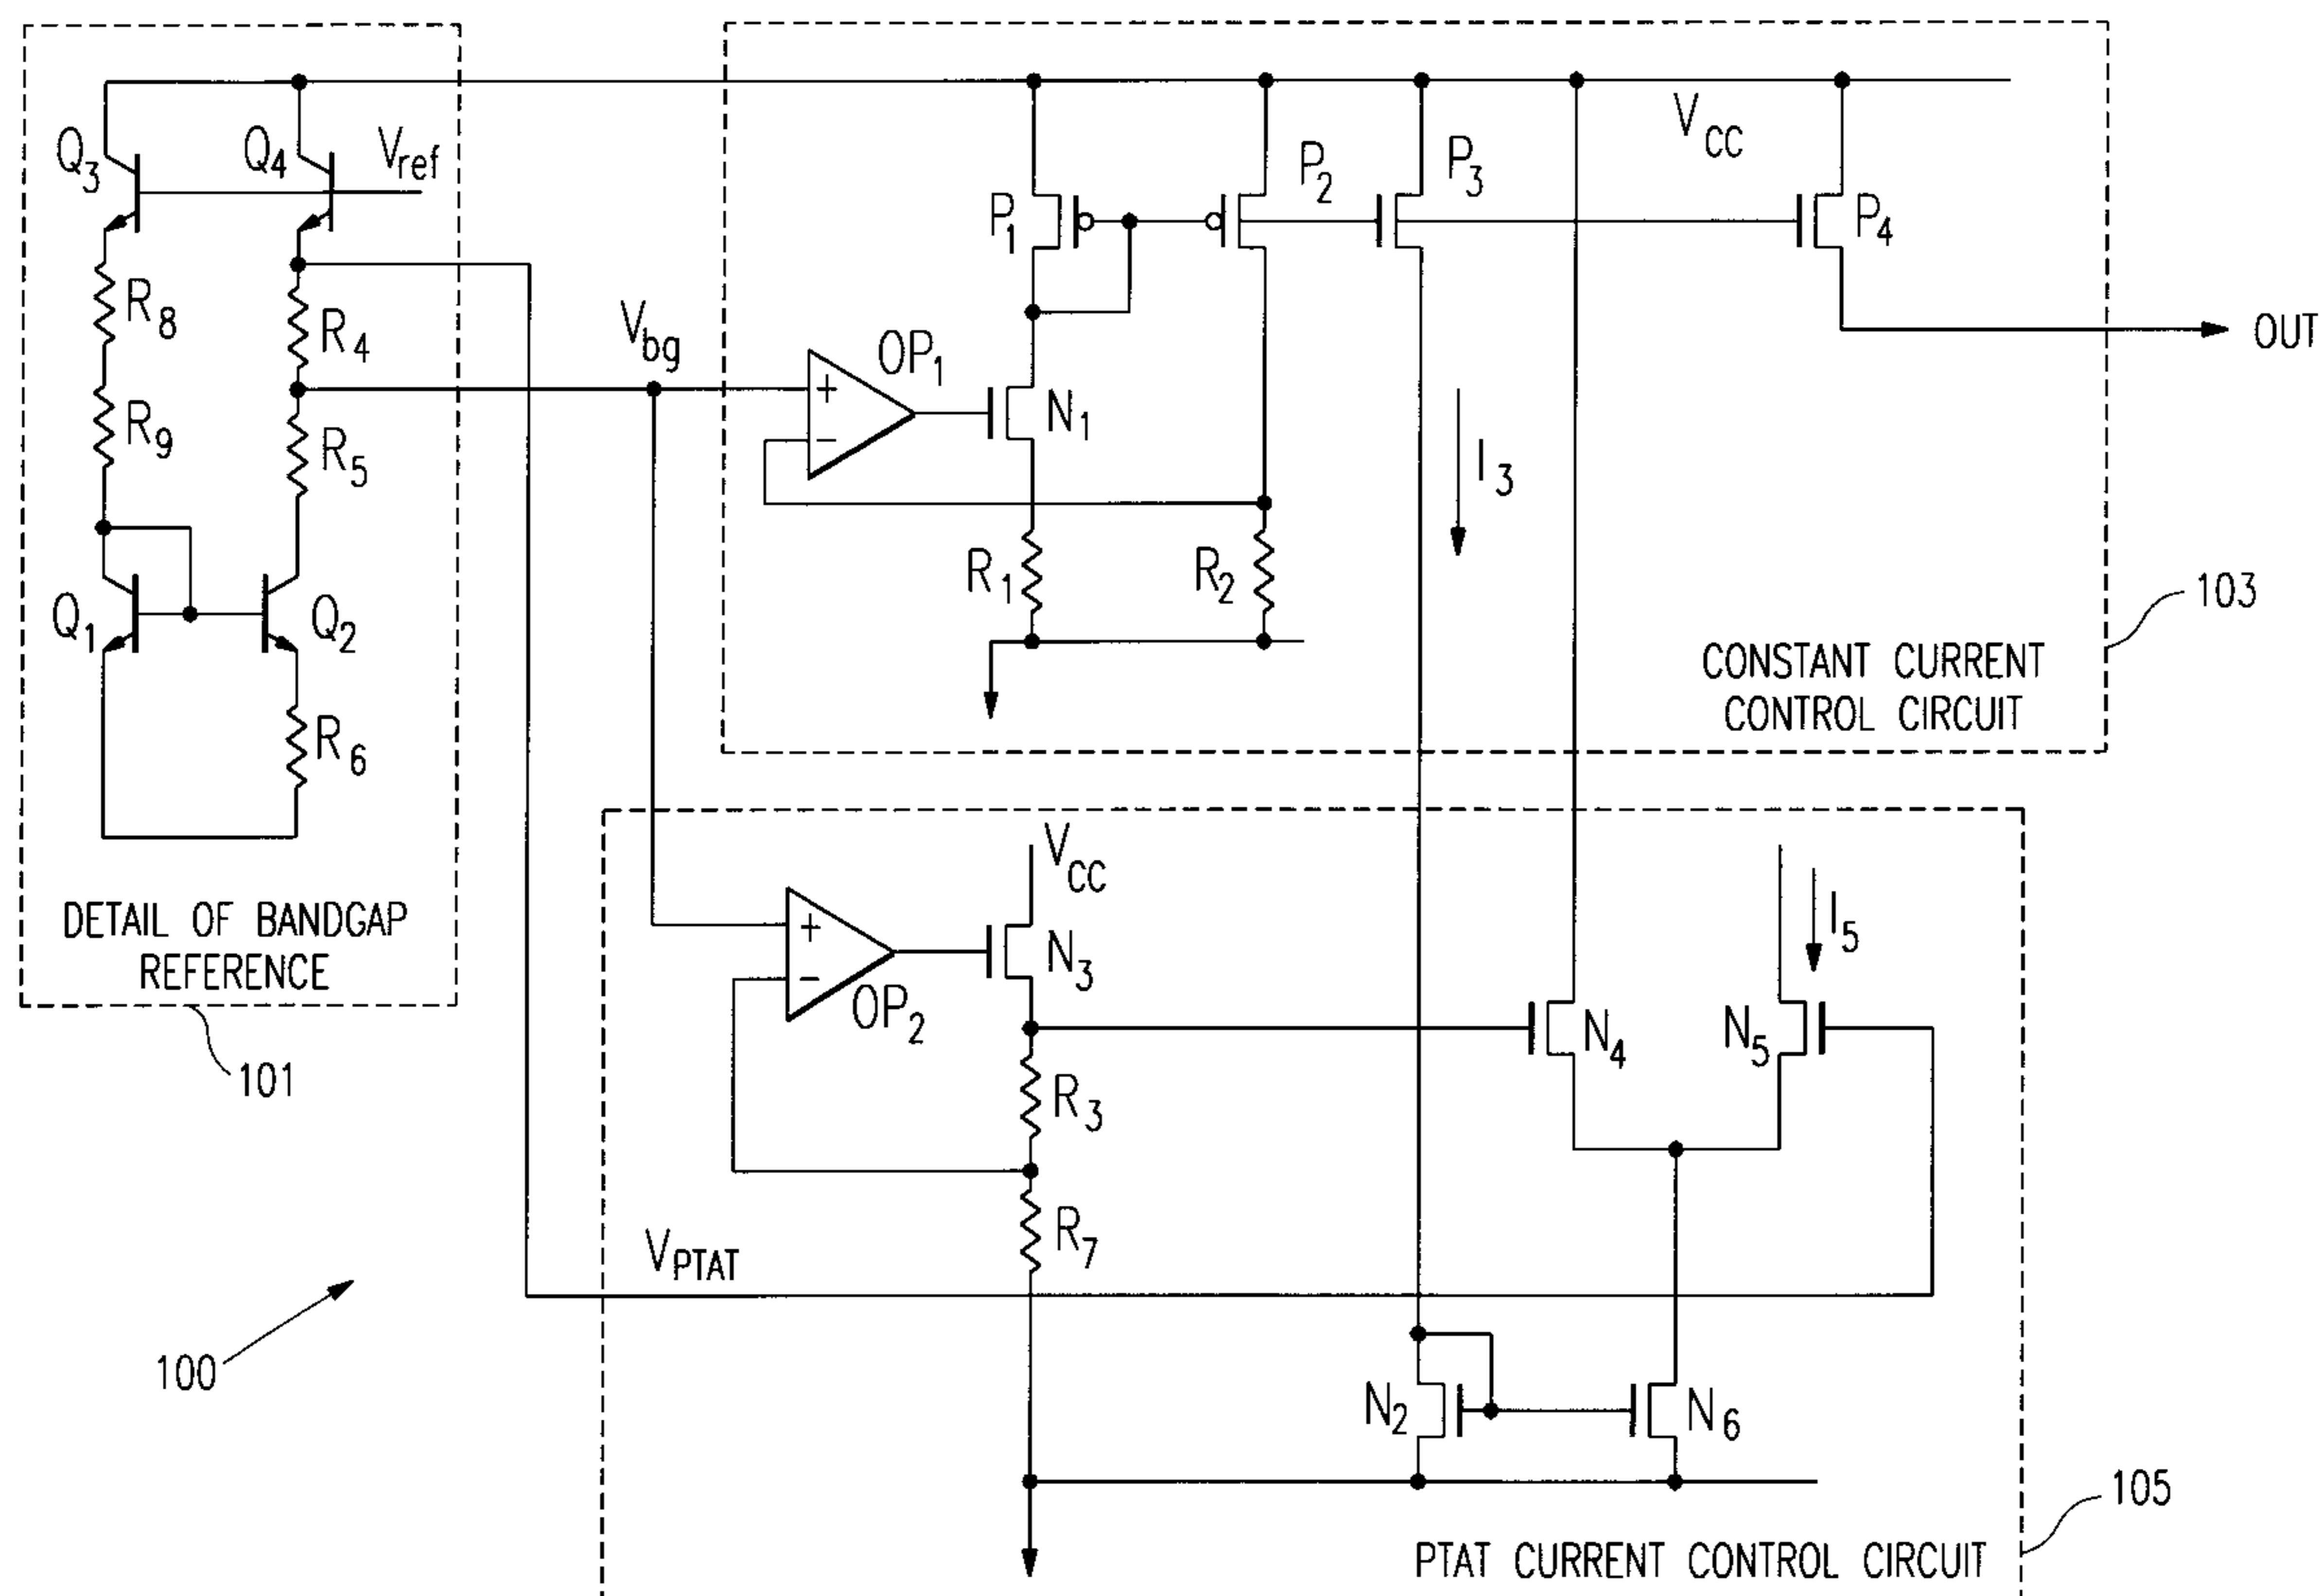 Q3
Q4
Vref
R8
R4
R9
R5
Q1
Q2
R6
DETAIL OF BANDGAP
REFERENCE
101
Vbg
VCC
P1
P2
P3
P4
OUT
OP1
+
−
N1
I3
R1
R2
103
CONSTANT CURRENT
CONTROL CIRCUIT
VCC
I5
+
−
OP2
N3
N4
N5
R3
R7
VPTAT
100
N2
N6
105
PTAT CURRENT CONTROL CIRCUIT